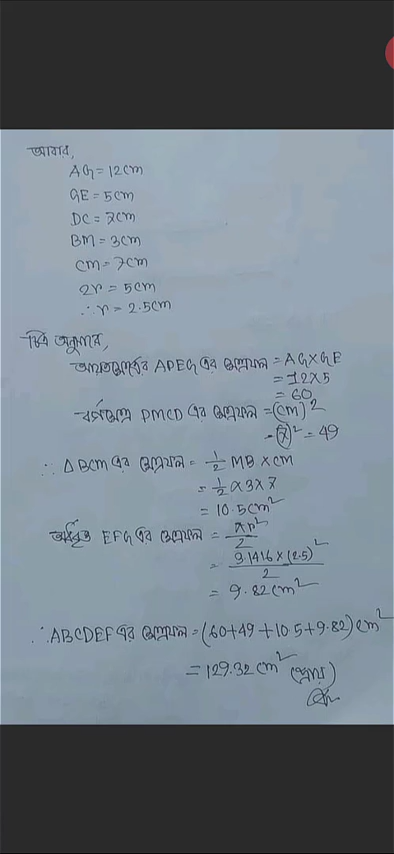 আবার,
AG = 12cm
GE = 5cm
DC = 7cm
BM = 3cm
CM = 7cm
2r = 5cm
∴ r = 2.5cm
চিত্র অনুসারে,
আয়তক্ষেত্র APEG এর ক্ষেত্রফল = AG × GE
= 12 × 5
= 60
বর্গক্ষেত্র PMCD এর ক্ষেত্রফল = (CM)²
= (7)² = 49
∴ Δ BCM এর ক্ষেত্রফল = 1/2 MB × CM
= 1/2 × 3 × 7
= 10.5cm²
অর্ধবৃত্ত EFG এর ক্ষেত্রফল = πr²/2
= 3.1416 × (2.5)²/2
= 9.82cm²
∴ ABCDEF এর ক্ষেত্রফল = (60+49+10.5+9.82) cm²
= 129.32 cm² (প্রায়)